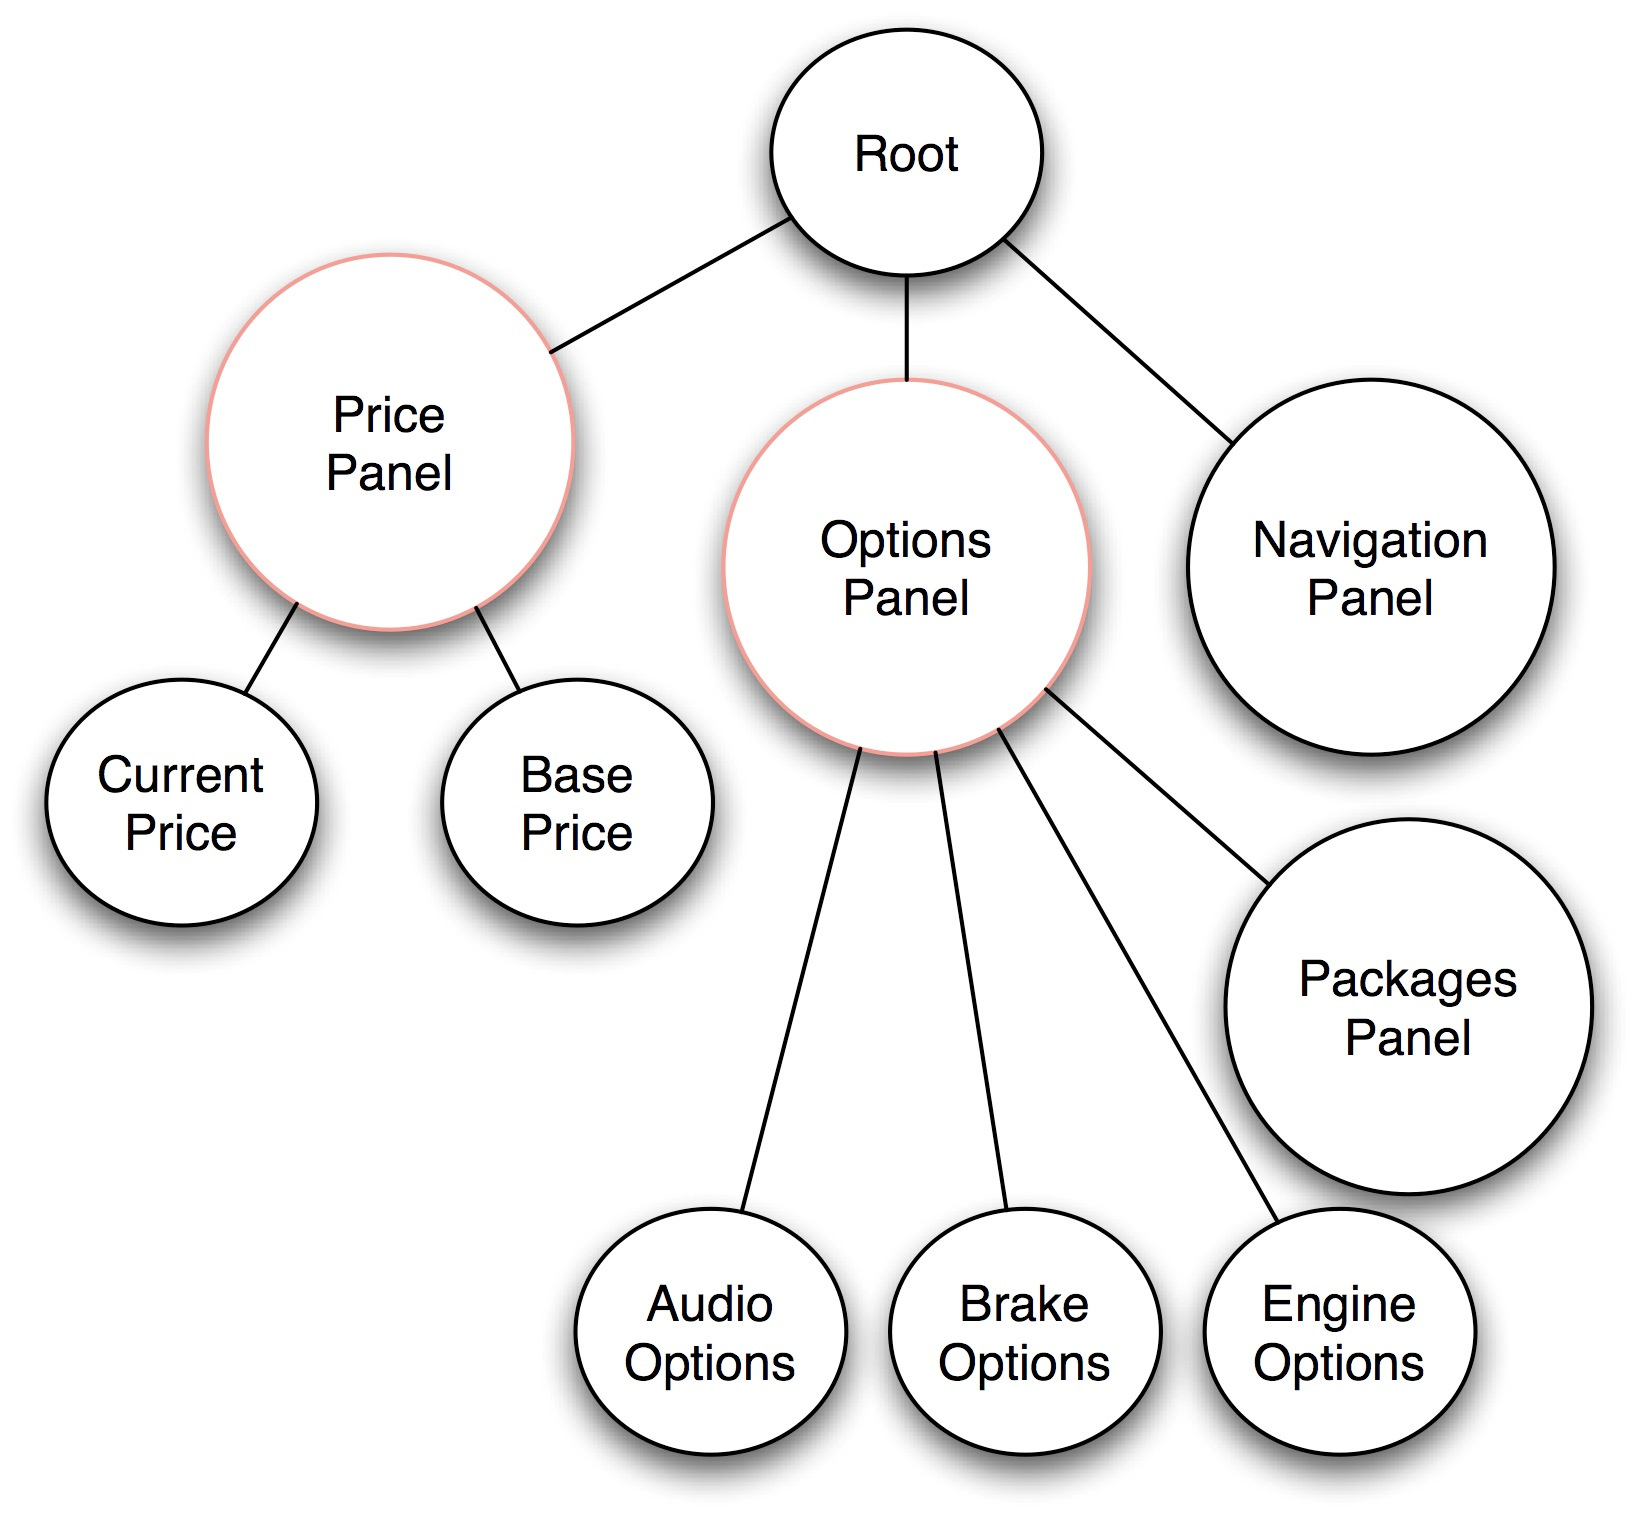 Root
Price
Panel
Options
Panel
Navigation
Panel
Current
Price
Base
Price
Packages
Panel
Audio
Options
Brake
Options
Engine
Options